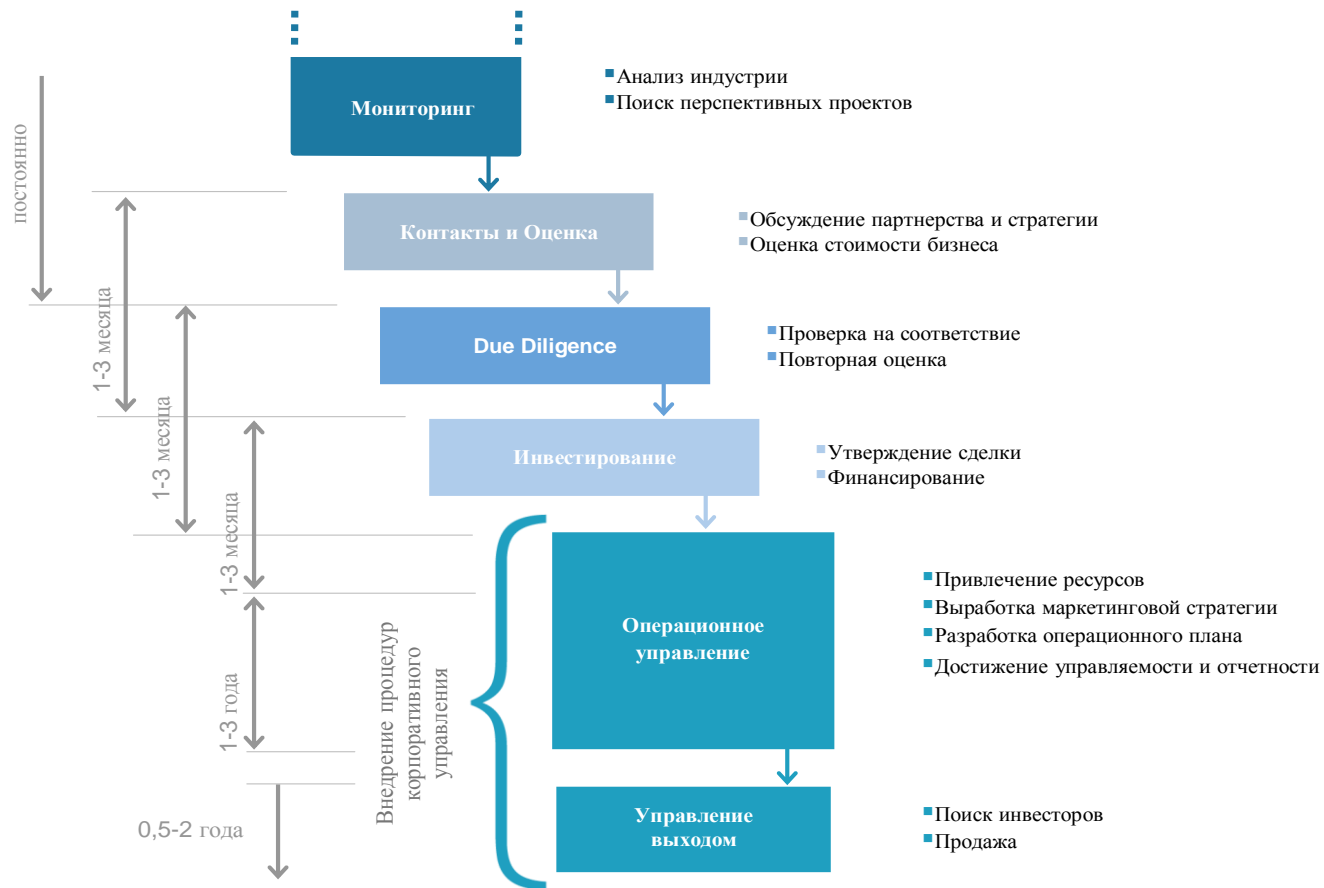 Мониторинг
Анализ индустрии
Поиск перспективных проектов
постоянно
Контакты и Оценка
Обсуждение партнерства и стратегии
Оценка стоимости бизнеса
1-3 месяца
Due Diligence
Проверка на соответствие
Повторная оценка
1-3 месяца
Инвестирование
Утверждение сделки
Финансирование
1-3 месяца
Операционное
управление
Привлечение ресурсов
Выработка маркетинговой стратегии
Разработка операционного плана
Достижение управляемости и отчетности
1-3 года
Внедрение процедур
корпоративного
управления
Управление
выходом
Поиск инвесторов
Продажа
0,5-2 года